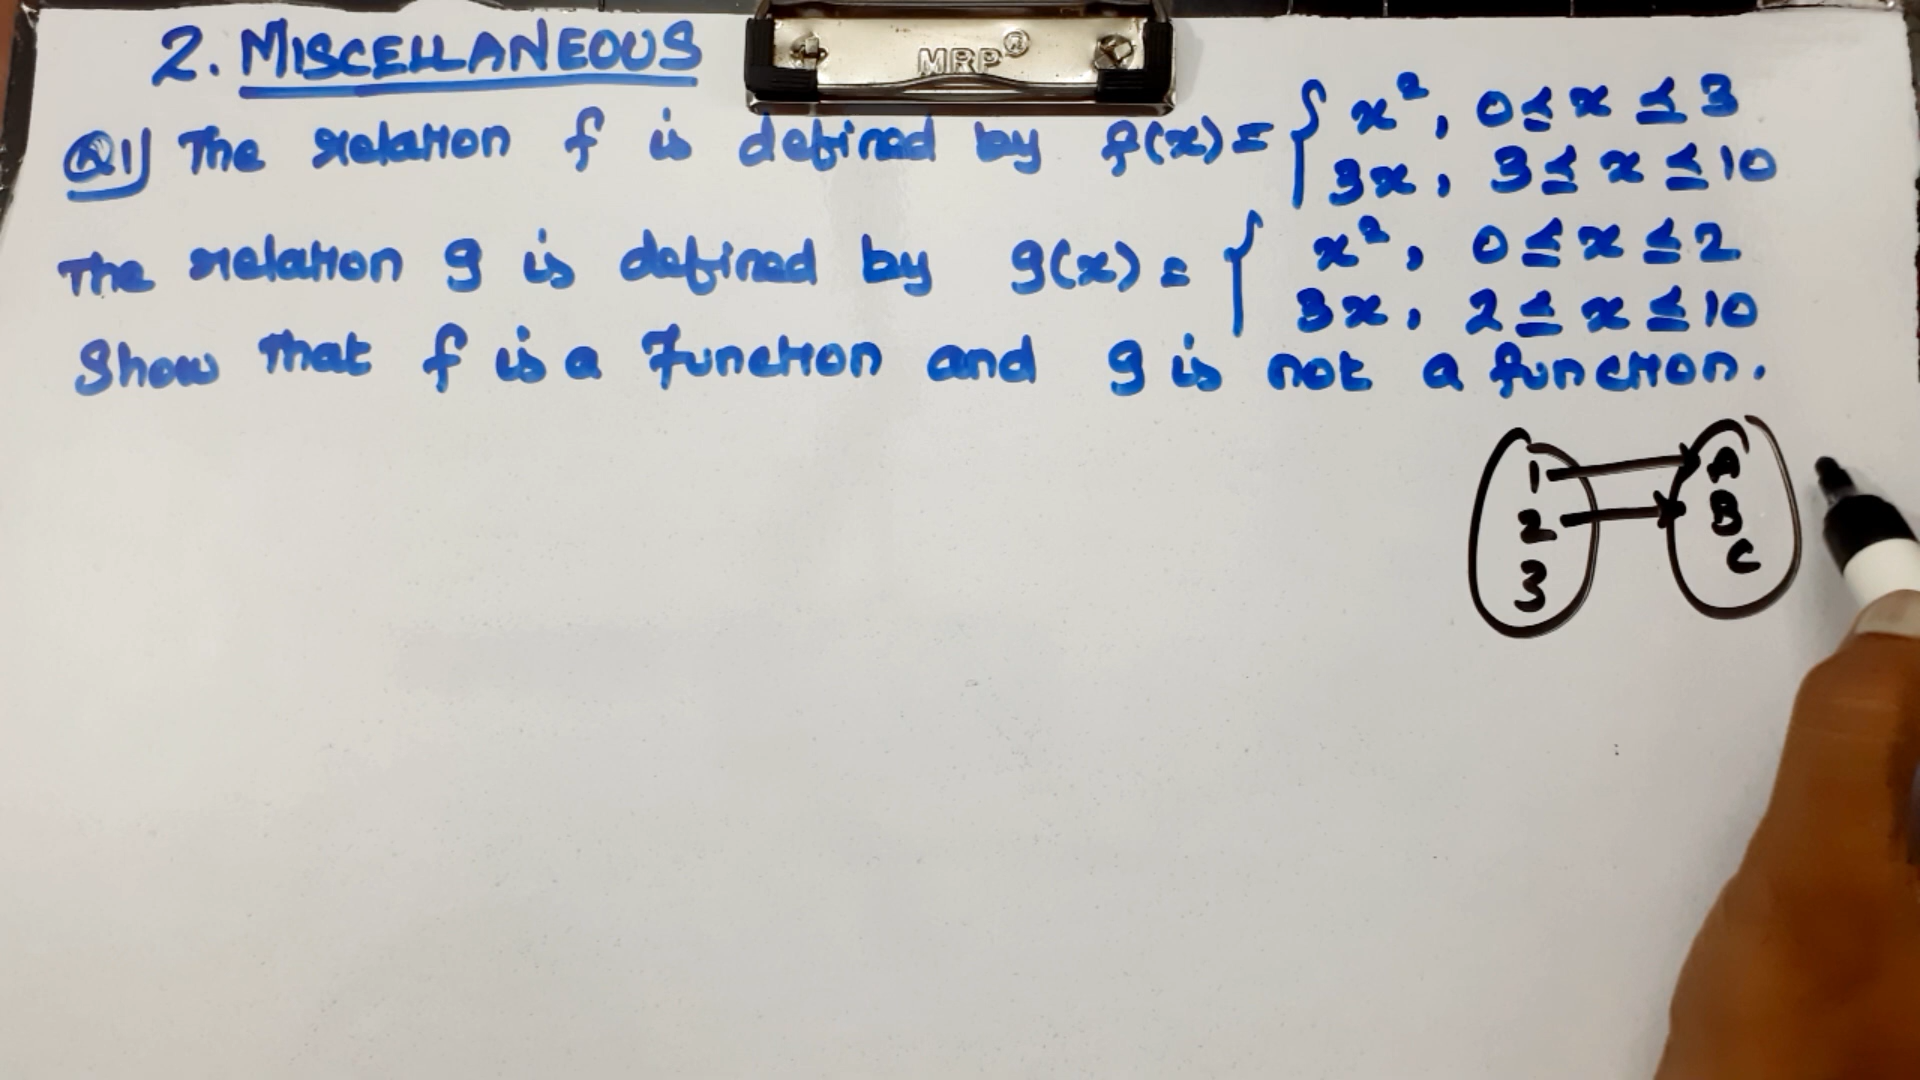 2. MISCELLANEOUS
MRP®
Q1) The relation f is defined by f(x) = { x², 0 ≤ x ≤ 3
3x, 3 ≤ x ≤ 10
The relation g is defined by g(x) = { x², 0 ≤ x ≤ 2
3x, 2 ≤ x ≤ 10
Show that f is a function and g is not a function.
1 A
2 B
3 C